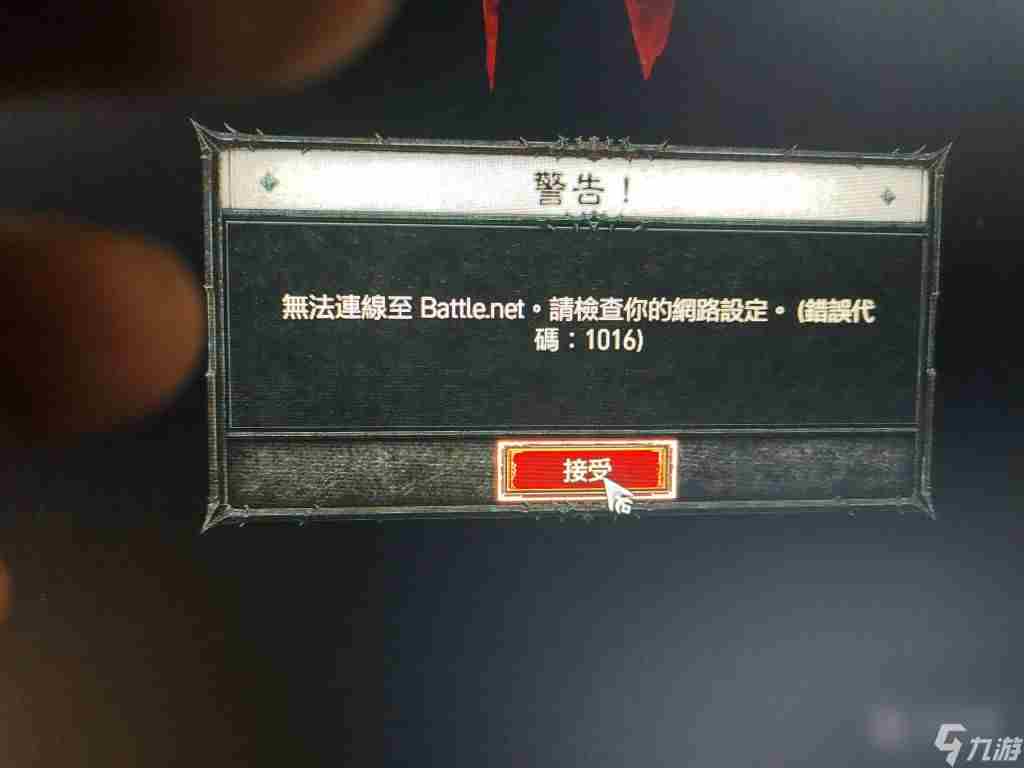 警告！
無法連線至 Battle.net。請檢查你的網路設定。(錯誤代
碼：1016)
接受
九游